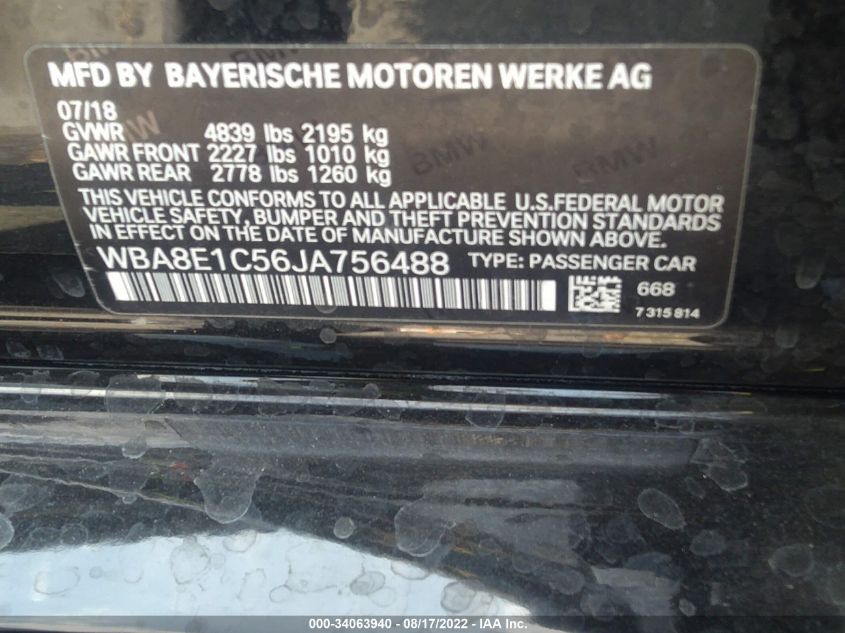 MFD BY BAYERISCHE MOTOREN WERKE AG
07/18
GVWR 4839 lbs 2195 kg
GAWR FRONT 2227 lbs 1010 kg
GAWR REAR 2778 lbs 1260 kg
THIS VEHICLE CONFORMS TO ALL APPLICABLE U.S.FEDERAL MOTOR
VEHICLE SAFETY, BUMPER AND THEFT PREVENTION STANDARDS
IN EFFECT ON THE DATE OF MANUFACTURE SHOWN ABOVE.
WBA8E1C56JA756488 TYPE: PASSENGER CAR
668
7 315 814
000-34063940 - 08/17/2022 - IAA Inc.